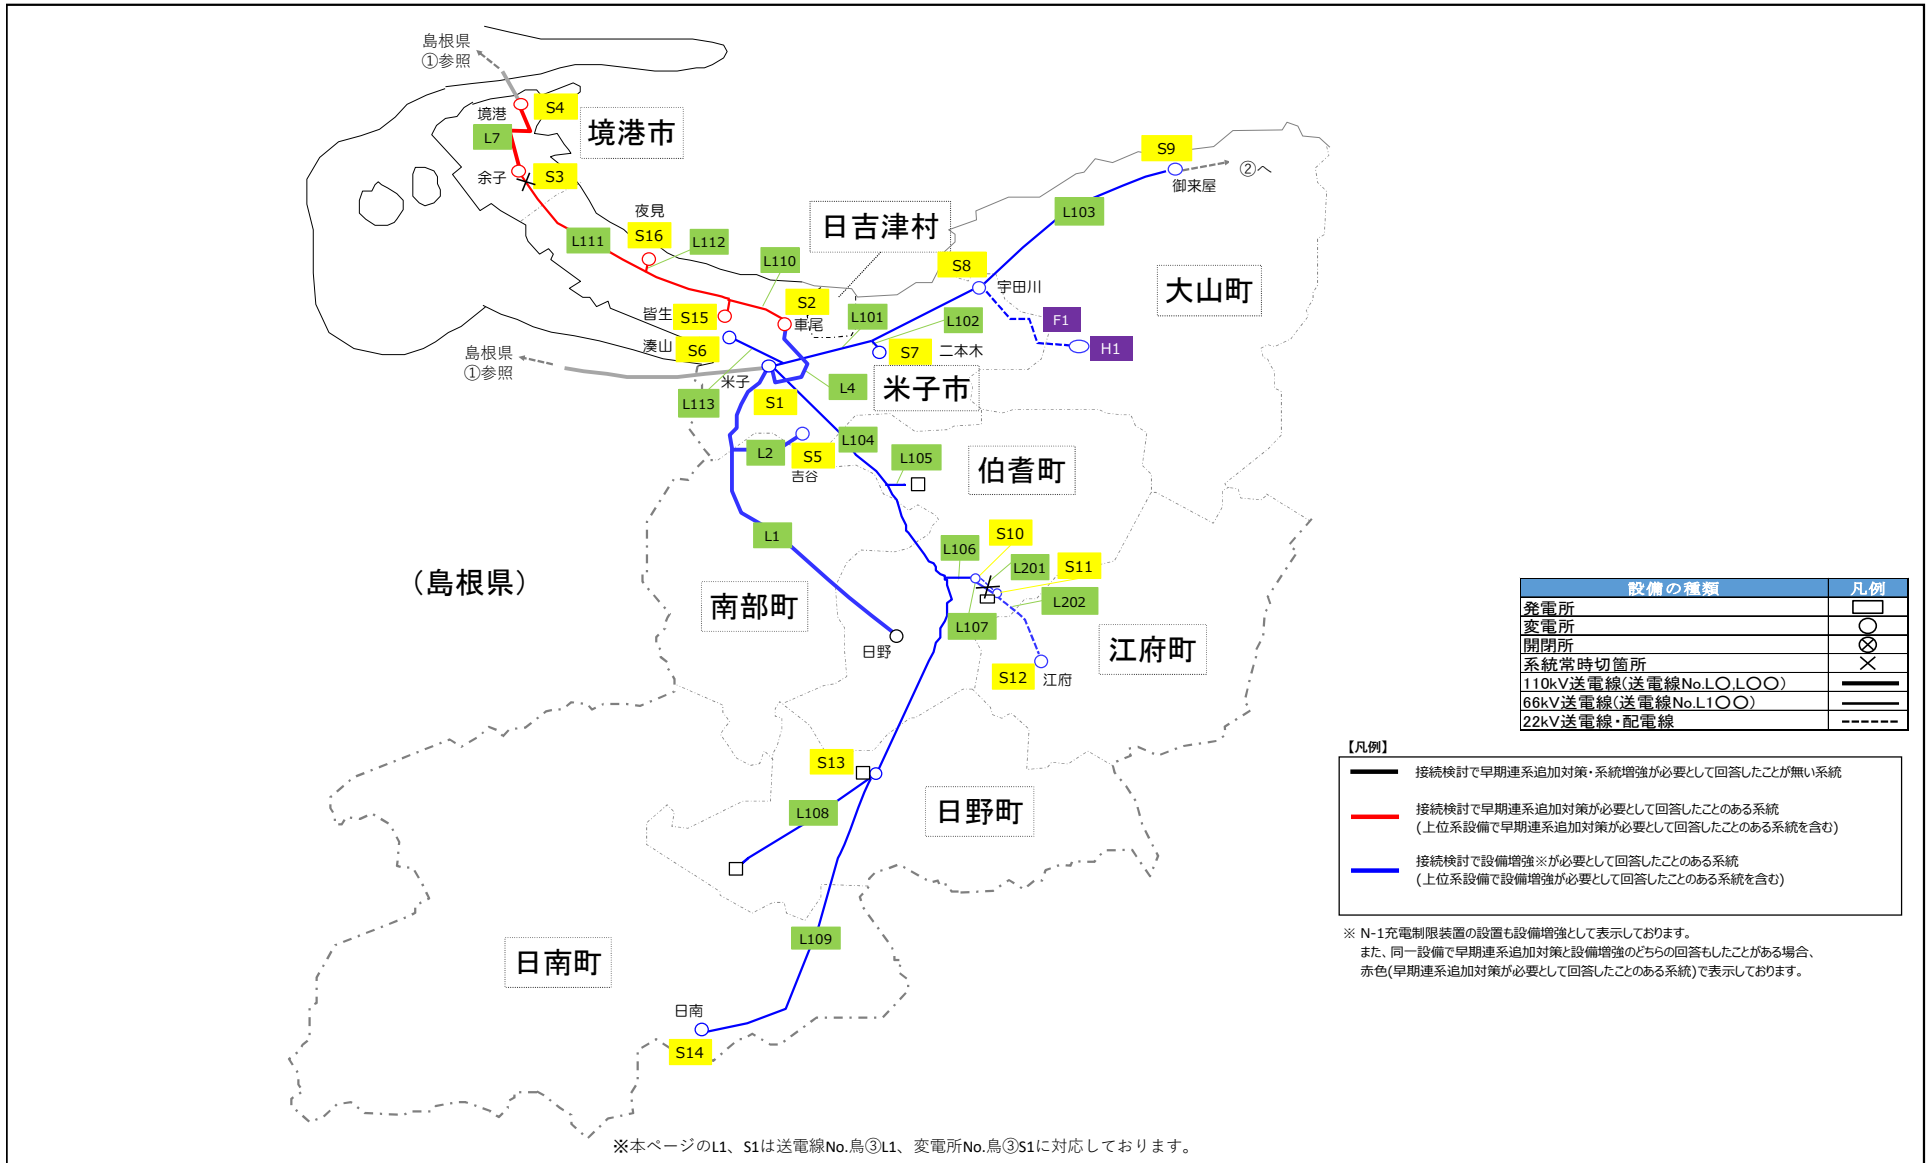 島根県
①参照
境港
S4
L7
境港市
余子
S3
夜見
S16
L111
L112
L110
日吉津村
S9
御来屋
②へ
L103
S8
宇田川
大山町
皆生
S15
S2
車尾
L101
L102
F1
H1
湊山
S6
S7
二本木
島根県
①参照
米子
S1
L4
米子市
L113
L104
L2
S5
吉谷
L105
伯耆町
L1
S10
L106
L201
S11
L202
L107
(島根県)
南部町
日野
江府町
S12
江府
S13
L108
日野町
L109
日南町
日南
S14
設備の種類 凡例
発電所
変電所
開閉所
系統常時切箇所
110kV送電線(送電線No.L〇,L〇〇)
66kV送電線(送電線No.L1〇〇)
22kV送電線・配電線
【凡例】
接続検討で早期連系追加対策・系統増強が必要として回答したことが無い系統
接続検討で早期連系追加対策が必要として回答したことのある系統
(上位系設備で早期連系追加対策が必要として回答したことのある系統を含む)
接続検討で設備増強※が必要として回答したことのある系統
(上位系設備で設備増強が必要として回答したことのある系統を含む)
※ N-1充電制限装置の設置も設備増強として表示しております。
また、同一設備で早期連系追加対策と設備増強のどちらの回答もしたことがある場合、
赤色(早期連系追加対策が必要として回答したことのある系統)で表示しております。
※本ページのL1、S1は送電線No.鳥③L1、変電所No.鳥③S1に対応しております。